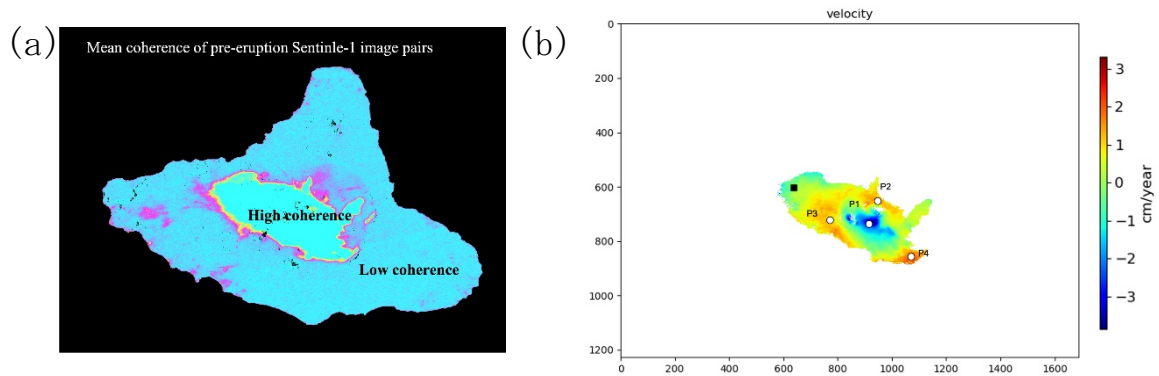 (a)
Mean coherence of pre-eruption Sentinle-1 image pairs
High coherence
Low coherence
(b)
velocity
0
200
400
600
800
1000
1200
0 200 400 600 800 1000 1200 1400 1600
P2
P1
P3
P4
3
2
1
0
−1
−2
−3
cm/year